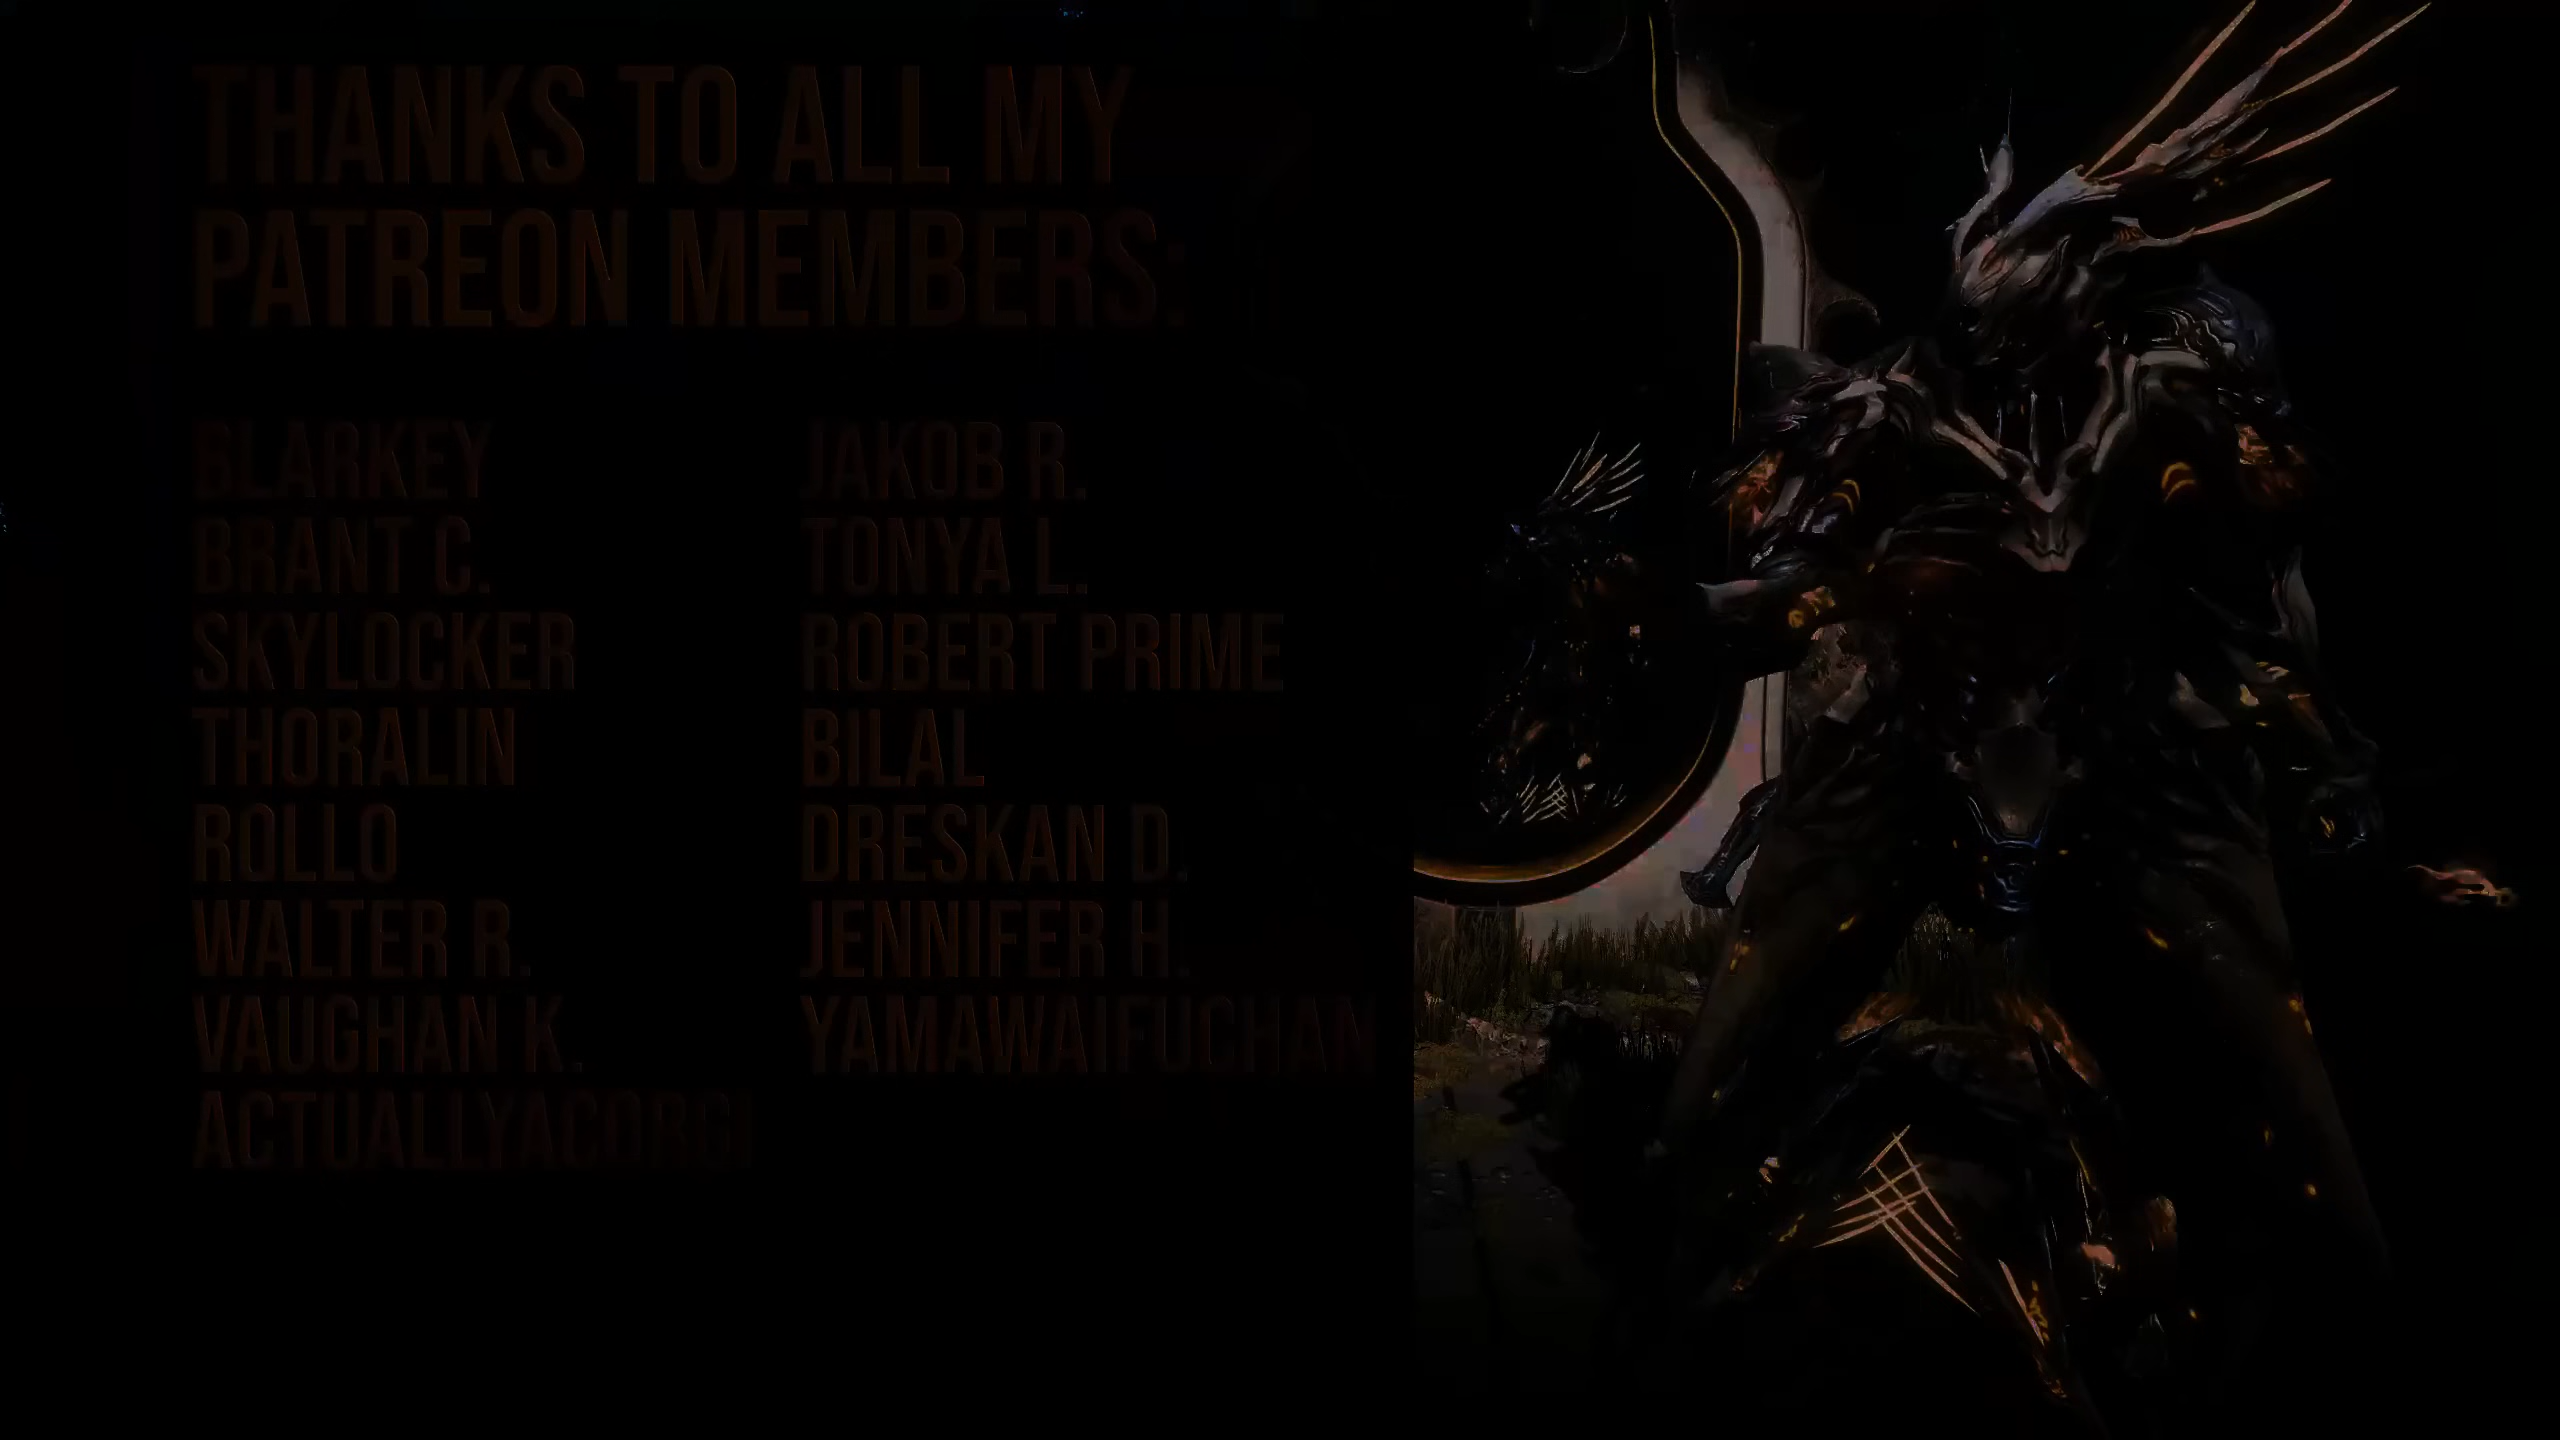 THANKS TO ALL MY
PATREON MEMBERS:
BLARKEY
BRANT C.
SKYLOCKER
THORALIN
ROLLO
WALTER R.
VAUGHAN K.
ACTUALLYACORGI
JAKOB R.
TONYA L.
ROBERT PRIME
BILAL
DRESKAN D.
JENNIFER H.
YAMAWAIFUCHAN